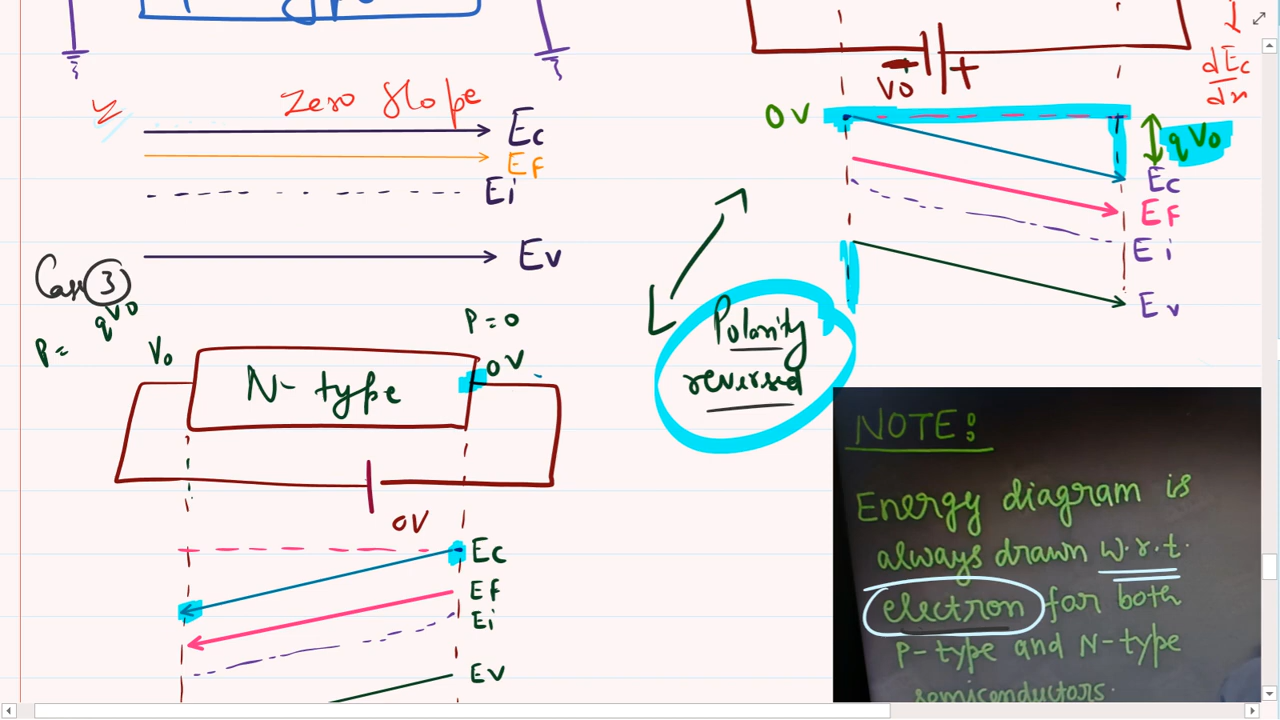 Zero slope
Ec
Ef
Ei
Ev
Case 3
qV0
P =
V0
N-type
P = 0
0V
0V
Ec
Ef
Ei
Ev
V0
+
dEc
dx
0V
qV0
Ec
Ef
Ei
Ev
Polarity
reversed
NOTE:
Energy diagram is
always drawn w.r.t.
electron for both
P-type and N-type
semiconductors.